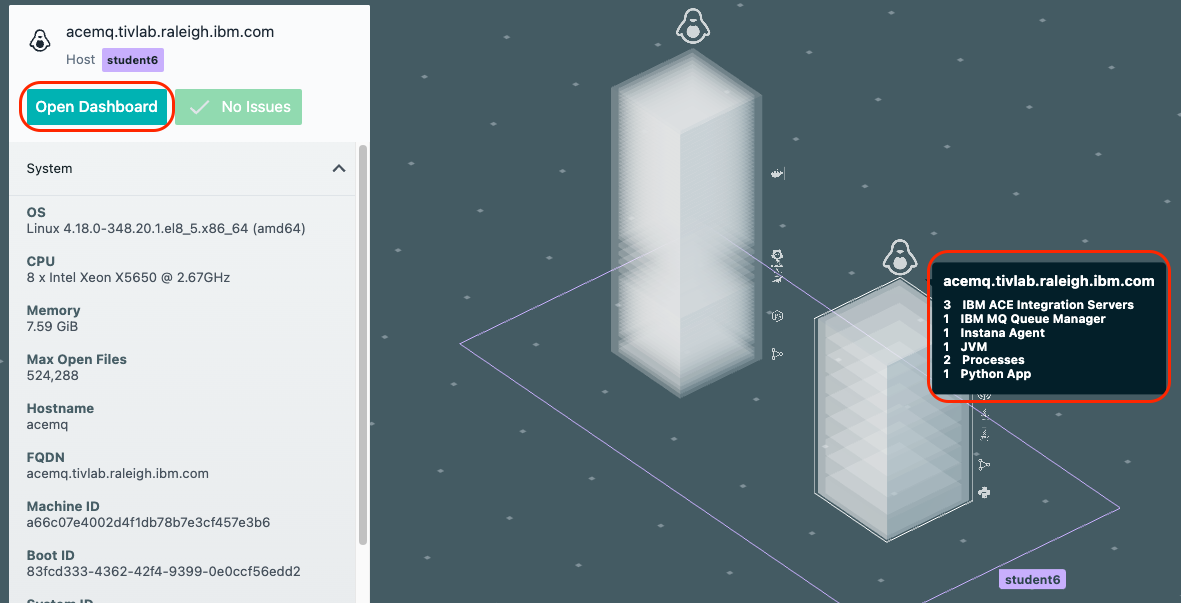 acemq.tivlab.raleigh.ibm.com
Host student6
Open Dashboard
No Issues
System
OS
Linux 4.18.0-348.20.1.el8_5.x86_64 (amd64)
CPU
8 x Intel Xeon X5650 @ 2.67GHz
Memory
7.59 GiB
Max Open Files
524,288
Hostname
acemq
FQDN
acemq.tivlab.raleigh.ibm.com
Machine ID
a66c07e4002d4f1db78b7e3cf457e3b6
Boot ID
83fcd333-4362-42f4-9399-0e0ccf56edd2
System ID
acemq.tivlab.raleigh.ibm.com
3 IBM ACE Integration Servers
1 IBM MQ Queue Manager
1 Instana Agent
1 JVM
2 Processes
1 Python App
student6